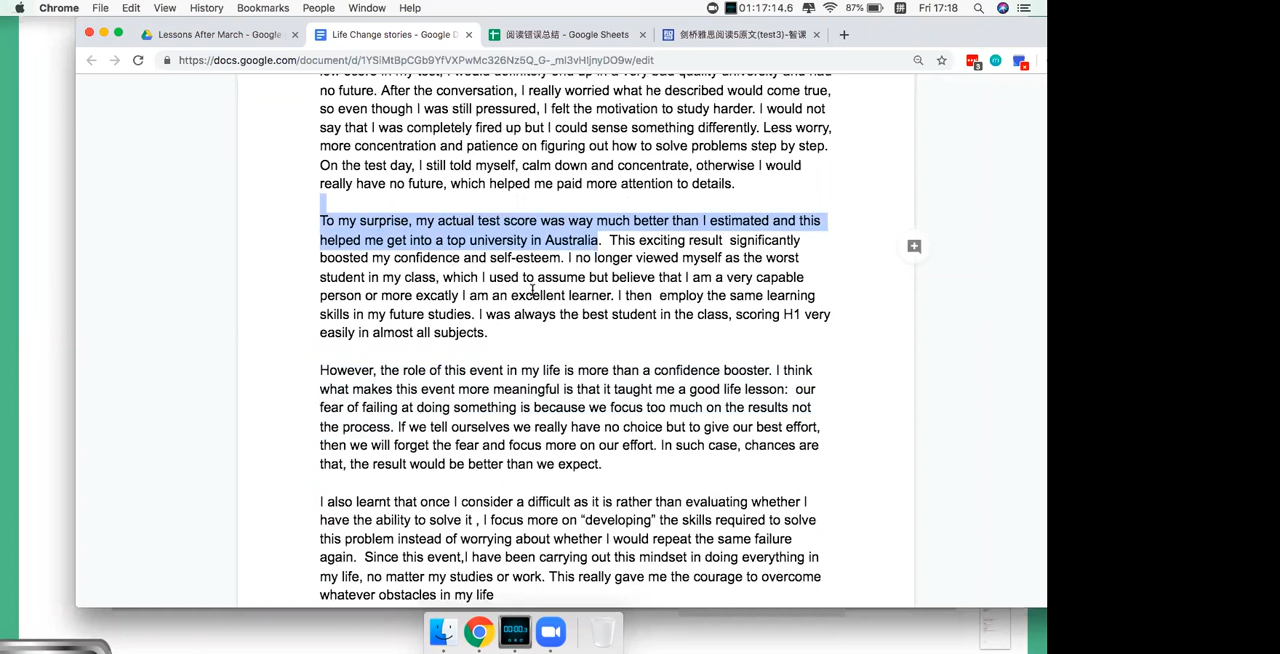 Chrome File Edit View History Bookmarks People Window Help 01:17:14.6 87% 拼 Fri 17:18
Lessons After March - Google Life Change stories - Google D 阅读错误总结 - Google Sheets 剑桥雅思阅读5原文(test3)-智课
https://docs.google.com/document/d/1YSiMtBpCGb9YfVXPwMc326Nz5Q_G-_ml3vHIjnyDO9w/edit
low score in my test, I would definitely end up in a very bad quality university and had
no future. After the conversation, I really worried what he described would come true,
so even though I was still pressured, I felt the motivation to study harder. I would not
say that I was completely fired up but I could sense something differently. Less worry,
more concentration and patience on figuring out how to solve problems step by step.
On the test day, I still told myself, calm down and concentrate, otherwise I would
really have no future, which helped me paid more attention to details.
To my surprise, my actual test score was way much better than I estimated and this
helped me get into a top university in Australia. This exciting result significantly
boosted my confidence and self-esteem. I no longer viewed myself as the worst
student in my class, which I used to assume but believe that I am a very capable
person or more excatly I am an excellent learner. I then employ the same learning
skills in my future studies. I was always the best student in the class, scoring H1 very
easily in almost all subjects.
However, the role of this event in my life is more than a confidence booster. I think
what makes this event more meaningful is that it taught me a good life lesson: our
fear of failing at doing something is because we focus too much on the results not
the process. If we tell ourselves we really have no choice but to give our best effort,
then we will forget the fear and focus more on our effort. In such case, chances are
that, the result would be better than we expect.
I also learnt that once I consider a difficult as it is rather than evaluating whether I
have the ability to solve it , I focus more on “developing” the skills required to solve
this problem instead of worrying about whether I would repeat the same failure
again. Since this event,I have been carrying out this mindset in doing everything in
my life, no matter my studies or work. This really gave me the courage to overcome
whatever obstacles in my life